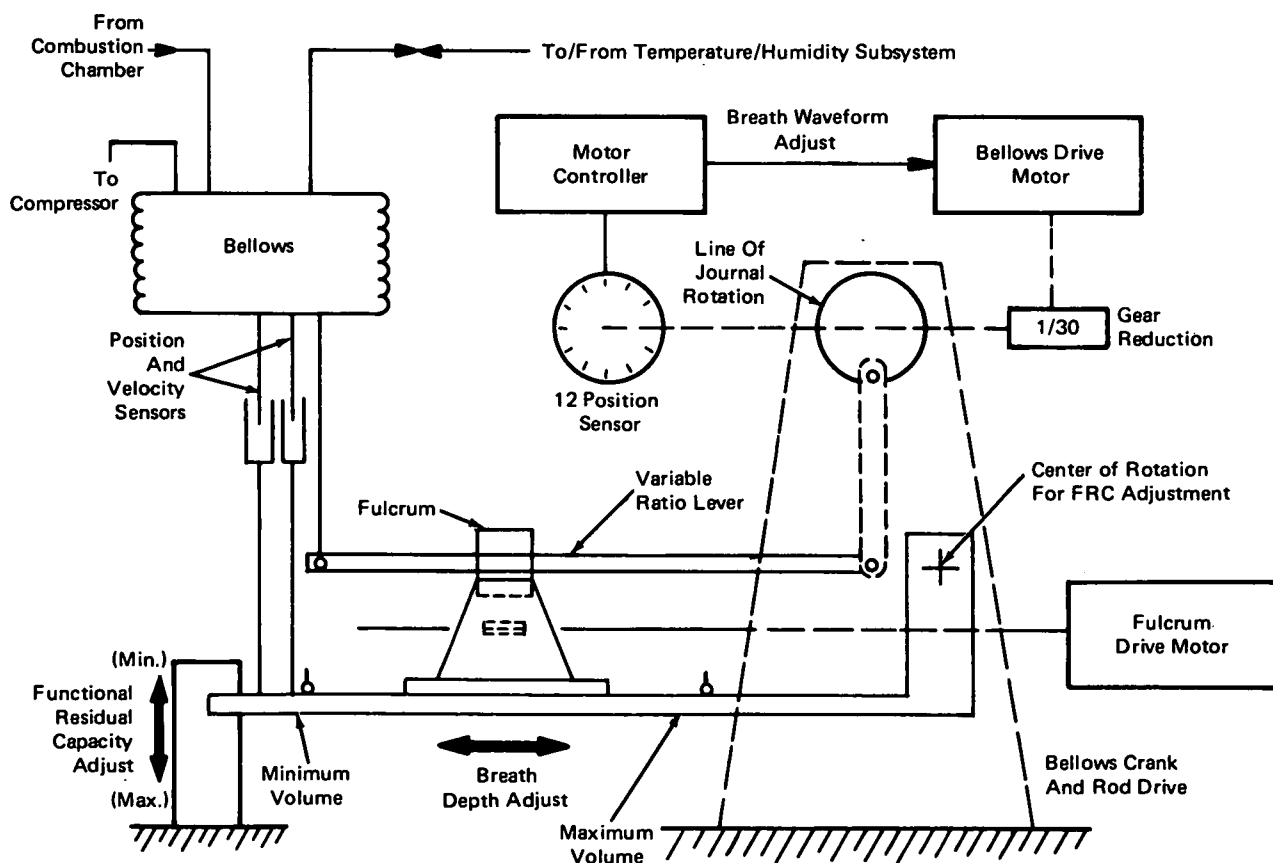 From
Combustion
Chamber
To/From Temperature/Humidity Subsystem
To
Compressor
Bellows
Motor
Controller
Breath Waveform
Adjust
Bellows Drive
Motor
Line Of
Journal
Rotation
1/30
Gear
Reduction
12 Position
Sensor
Position
And
Velocity
Sensors
Fulcrum
Variable
Ratio Lever
Center of Rotation
For FRC Adjustment
Fulcrum
Drive Motor
(Min.)
Functional
Residual
Capacity
Adjust
(Max.)
Minimum
Volume
Breath
Depth Adjust
Maximum
Volume
Bellows Crank
And Rod Drive